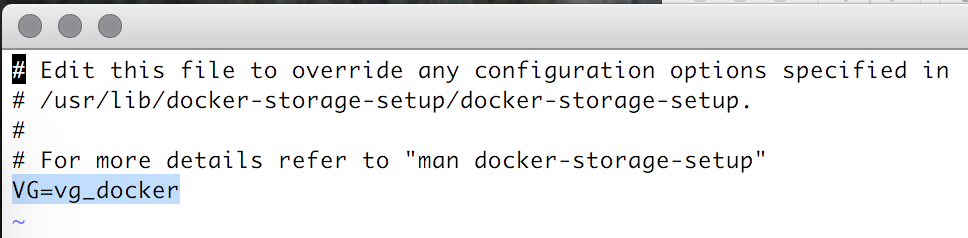 # Edit this file to override any configuration options specified in
# /usr/lib/docker-storage-setup/docker-storage-setup.
#
# For more details refer to "man docker-storage-setup"
VG=vg_docker
~